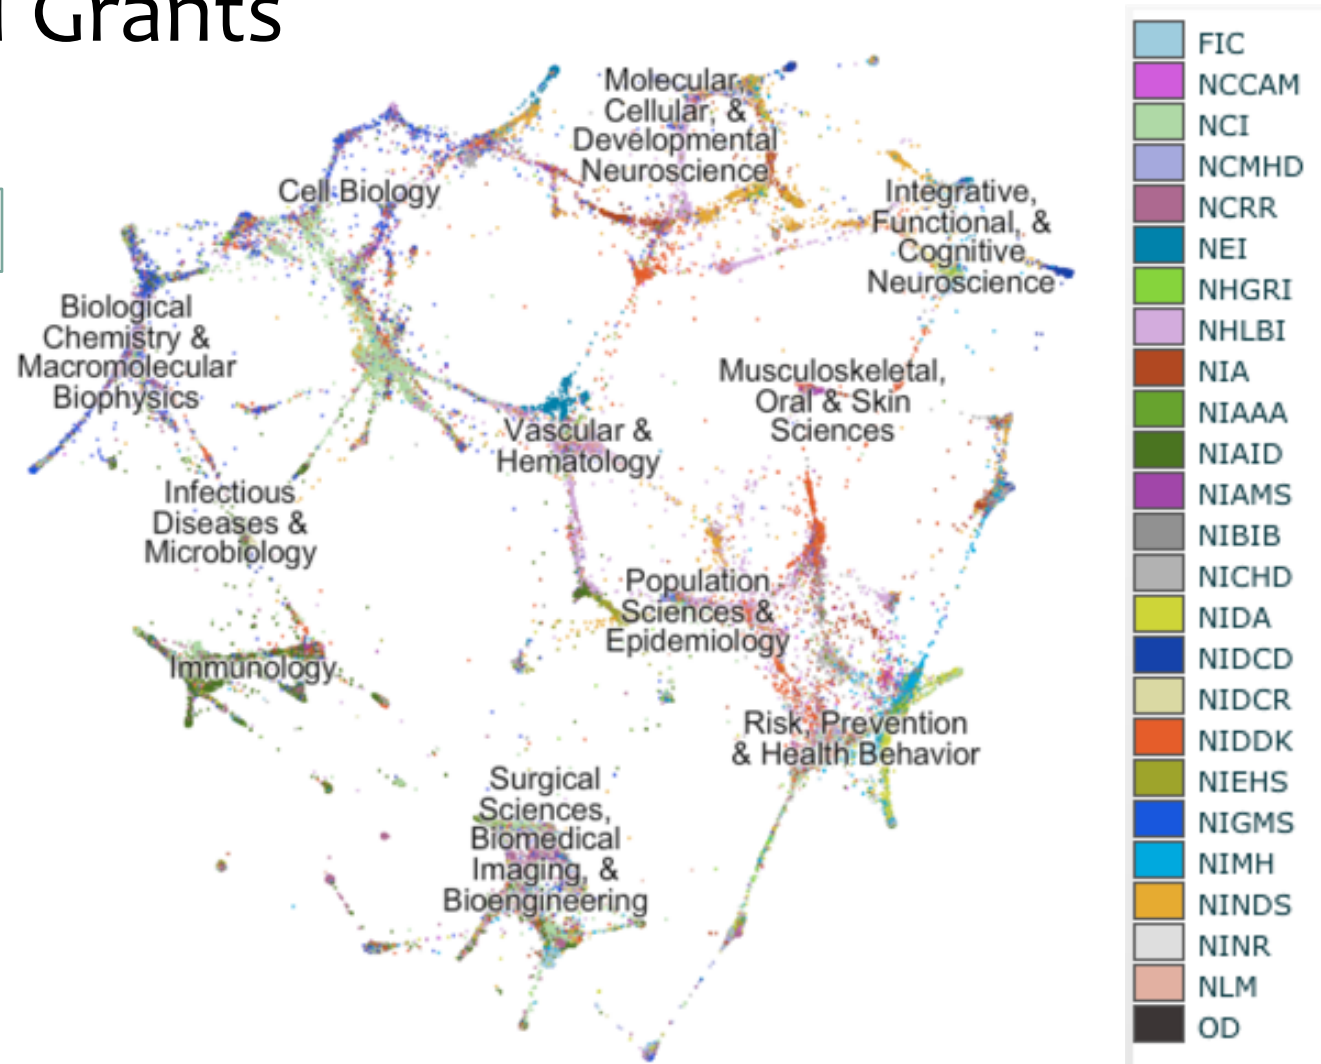 Grants
Molecular,
Cellular, &
Developmental
Neuroscience
Cell Biology
Integrative,
Functional, &
Cognitive
Neuroscience
Biological
Chemistry &
Macromolecular
Biophysics
Musculoskeletal,
Oral & Skin
Sciences
Vascular &
Hematology
Infectious
Diseases &
Microbiology
Population
Sciences &
Epidemiology
Immunology
Risk, Prevention
& Health Behavior
Surgical
Sciences,
Biomedical
Imaging, &
Bioengineering
FIC
NCCAM
NCI
NCMHD
NCRR
NEI
NHGRI
NHLBI
NIA
NIAAA
NIAID
NIAMS
NIBIB
NICHD
NIDA
NIDCD
NIDCR
NIDDK
NIEHS
NIGMS
NIMH
NINDS
NINR
NLM
OD